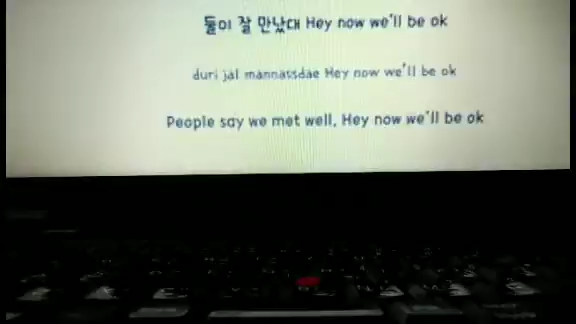 둘이 잘 만났대 Hey now we'll be ok
duri jal mannassdae Hey now we'll be ok
People say we met well, Hey now we'll be ok